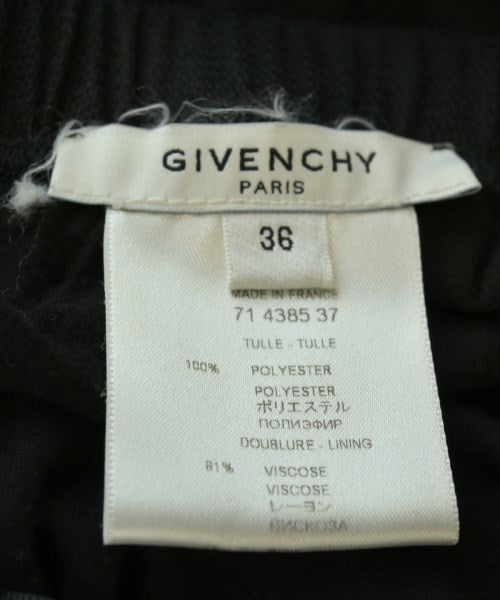 GIVENCHY
PARIS
36
MADE IN FRANCE
71 4385 37
TULLE - TULLE
100% POLYESTER
POLYESTER
ポリエステル
ПОЛИЭФИР
DOUBLURE - LINING
81% VISCOSE
VISCOSE
レーヨン
ВИСКОЗА